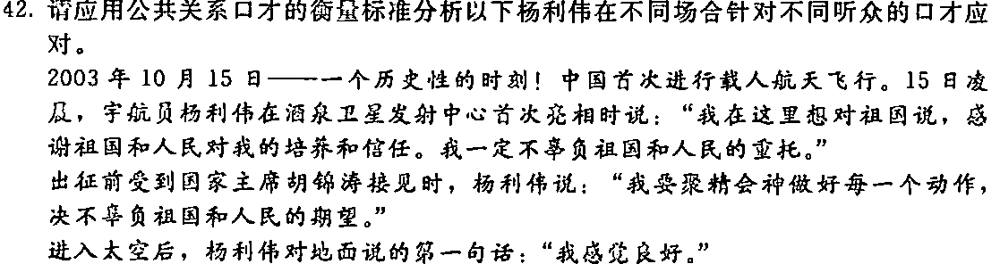 42. 请应用公共关系口才的衡量标准分析以下杨利伟在不同场合针对不同听众的口才应
对。
2003 年 10 月 15 日——一个历史性的时刻！中国首次进行载人航天飞行。15 日凌
晨，宇航员杨利伟在酒泉卫星发射中心首次亮相时说：“我在这里想对祖国说，感
谢祖国和人民对我的培养和信任。我一定不辜负祖国和人民的重托。”
出征前受到国家主席胡锦涛接见时，杨利伟说：“我要聚精会神做好每一个动作，
决不辜负祖国和人民的期望。”
进入太空后，杨利伟对地面说的第一句话：“我感觉良好。”